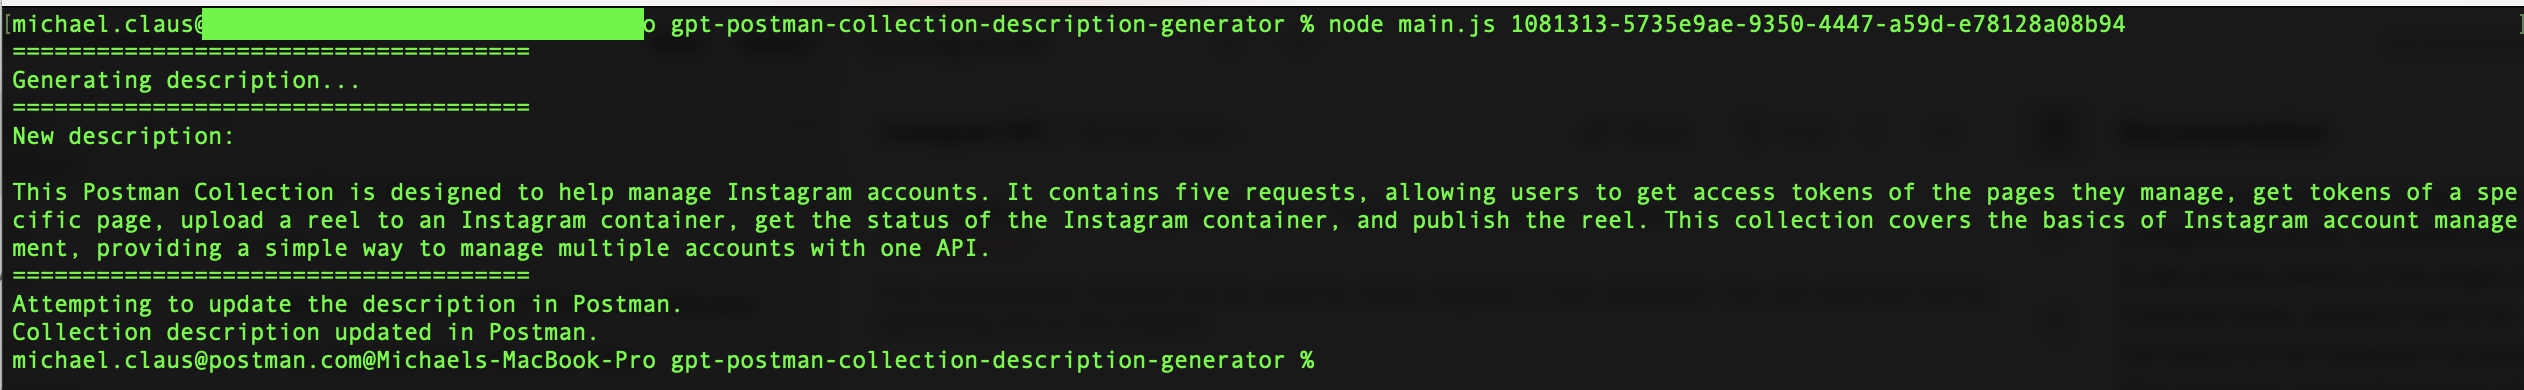 [michael.claus@ o gpt-postman-collection-description-generator % node main.js 1081313-5735e9ae-9350-4447-a59d-e78128a08b94 ]
=====================================
Generating description...
=====================================
New description:
This Postman Collection is designed to help manage Instagram accounts. It contains five requests, allowing users to get access tokens of the pages they manage, get tokens of a spe
cific page, upload a reel to an Instagram container, get the status of the Instagram container, and publish the reel. This collection covers the basics of Instagram account manage
ment, providing a simple way to manage multiple accounts with one API.
=====================================
Attempting to update the description in Postman.
Collection description updated in Postman.
michael.claus@postman.com@Michaels-MacBook-Pro gpt-postman-collection-description-generator %